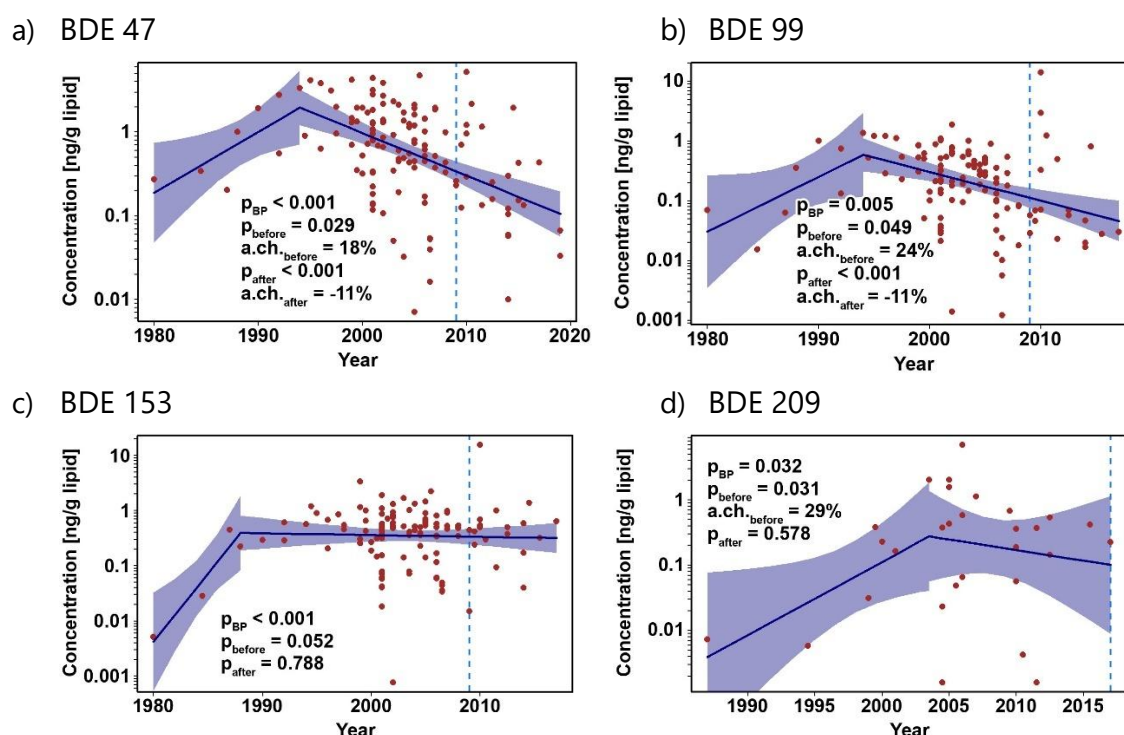 a) BDE 47
b) BDE 99
Concentration [ng/g lipid]
1
0.1
0.01
p_BP < 0.001
p_before = 0.029
a.ch._before = 18%
p_after < 0.001
a.ch._after = -11%
1980 1990 2000 2010 2020
Year
Concentration [ng/g lipid]
10
1
0.1
0.01
0.001
p_BP = 0.005
p_before = 0.049
a.ch._before = 24%
p_after < 0.001
a.ch._after = -11%
1980 1990 2000 2010
Year
c) BDE 153
d) BDE 209
Concentration [ng/g lipid]
10
1
0.1
0.01
0.001
p_BP < 0.001
p_before = 0.052
p_after = 0.788
1980 1990 2000 2010
Year
Concentration [ng/g lipid]
1
0.1
0.01
p_BP = 0.032
p_before = 0.031
a.ch._before = 29%
p_after = 0.578
1990 1995 2000 2005 2010 2015
Year